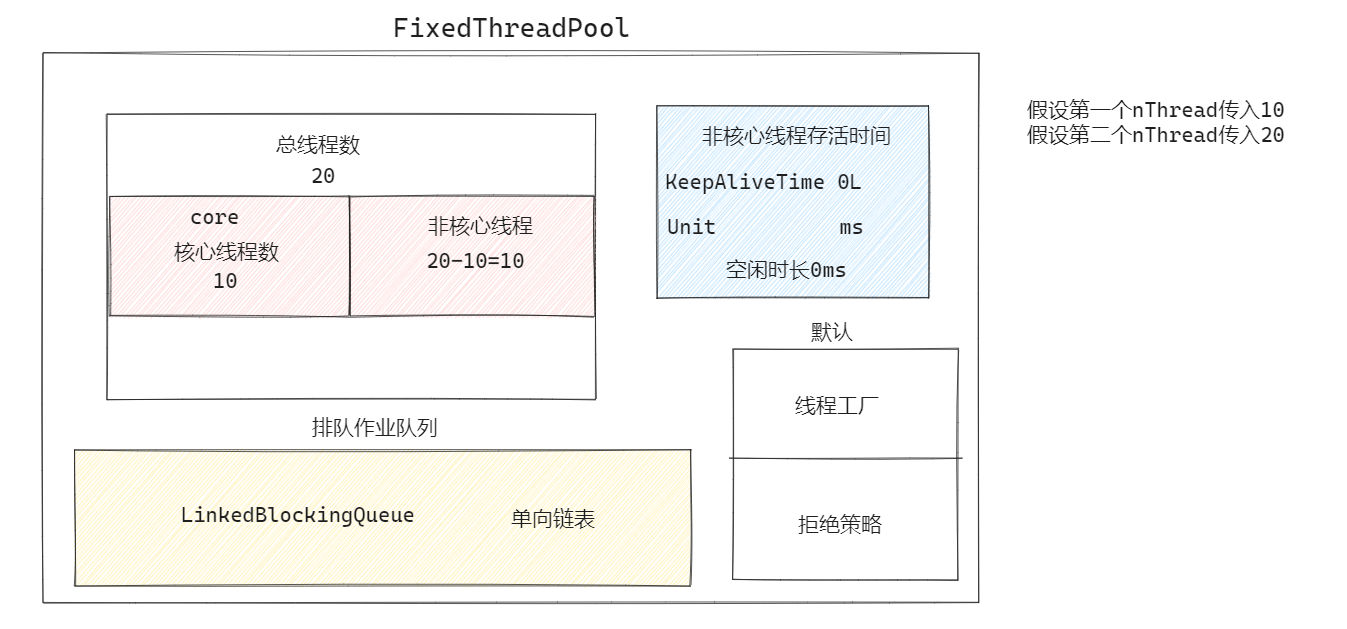 FixedThreadPool
假设第一个nThread传入10
假设第二个nThread传入20
总线程数
20
core
核心线程数
10
非核心线程
20-10=10
非核心线程存活时间
KeepAliveTime 0L
Unit ms
空闲时长0ms
默认
线程工厂
拒绝策略
排队作业队列
LinkedBlockingQueue 单向链表